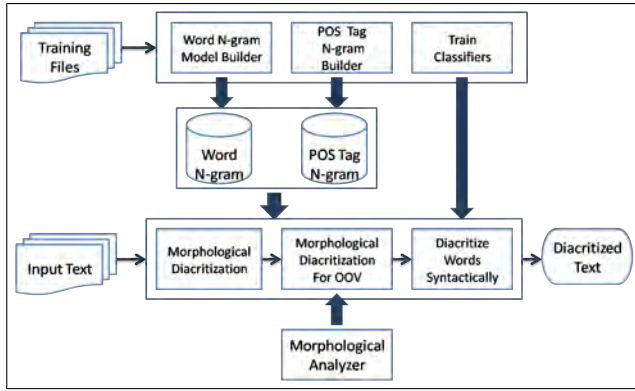 Training
Files
Word N-gram
Model Builder
POS Tag
N-gram
Builder
Train
Classifiers
Word
N-gram
POS Tag
N-gram
Input Text
Morphological
Diacritization
Morphological
Diacritization
For OOV
Diacritize
Words
Syntactically
Diacritized
Text
Morphological
Analyzer